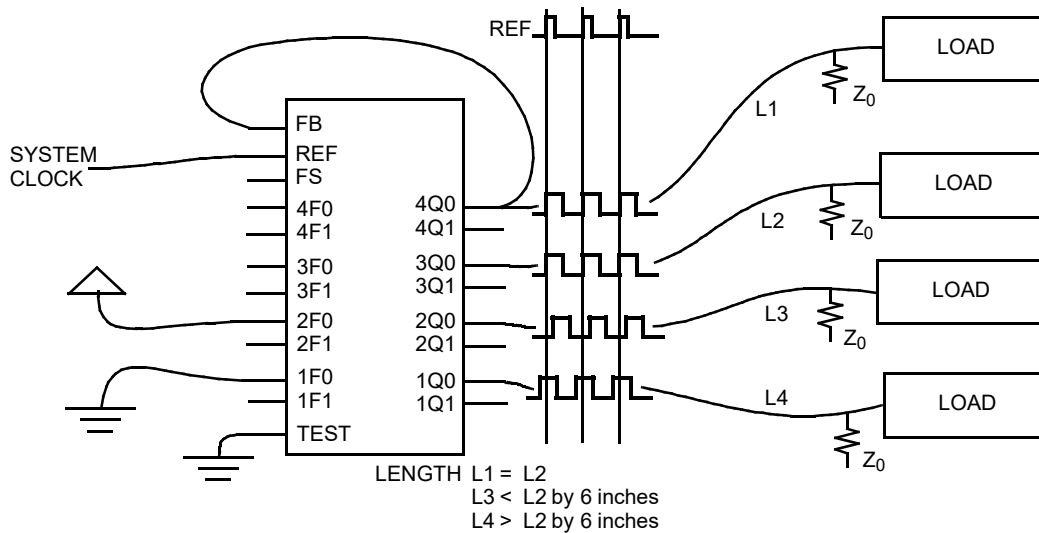 REF
LOAD
Z0
L1
FB
SYSTEM
CLOCK
REF
FS
4F0
4F1
3F0
3F1
2F0
2F1
1F0
1F1
TEST
4Q0
4Q1
3Q0
3Q1
2Q0
2Q1
1Q0
1Q1
LOAD
L2
Z0
LOAD
L3
Z0
LOAD
L4
Z0
LENGTH L1 = L2
L3 < L2 by 6 inches
L4 > L2 by 6 inches